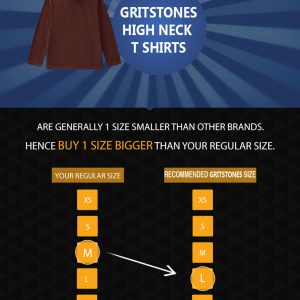 GRITSTONES
HIGH NECK
T SHIRTS
ARE GENERALLY 1 SIZE SMALLER THAN OTHER BRANDS.
HENCE BUY 1 SIZE BIGGER THAN YOUR REGULAR SIZE.
YOUR REGULAR SIZE RECOMMENDED GRITSTONES SIZE
XS XS
S S
M M
L L